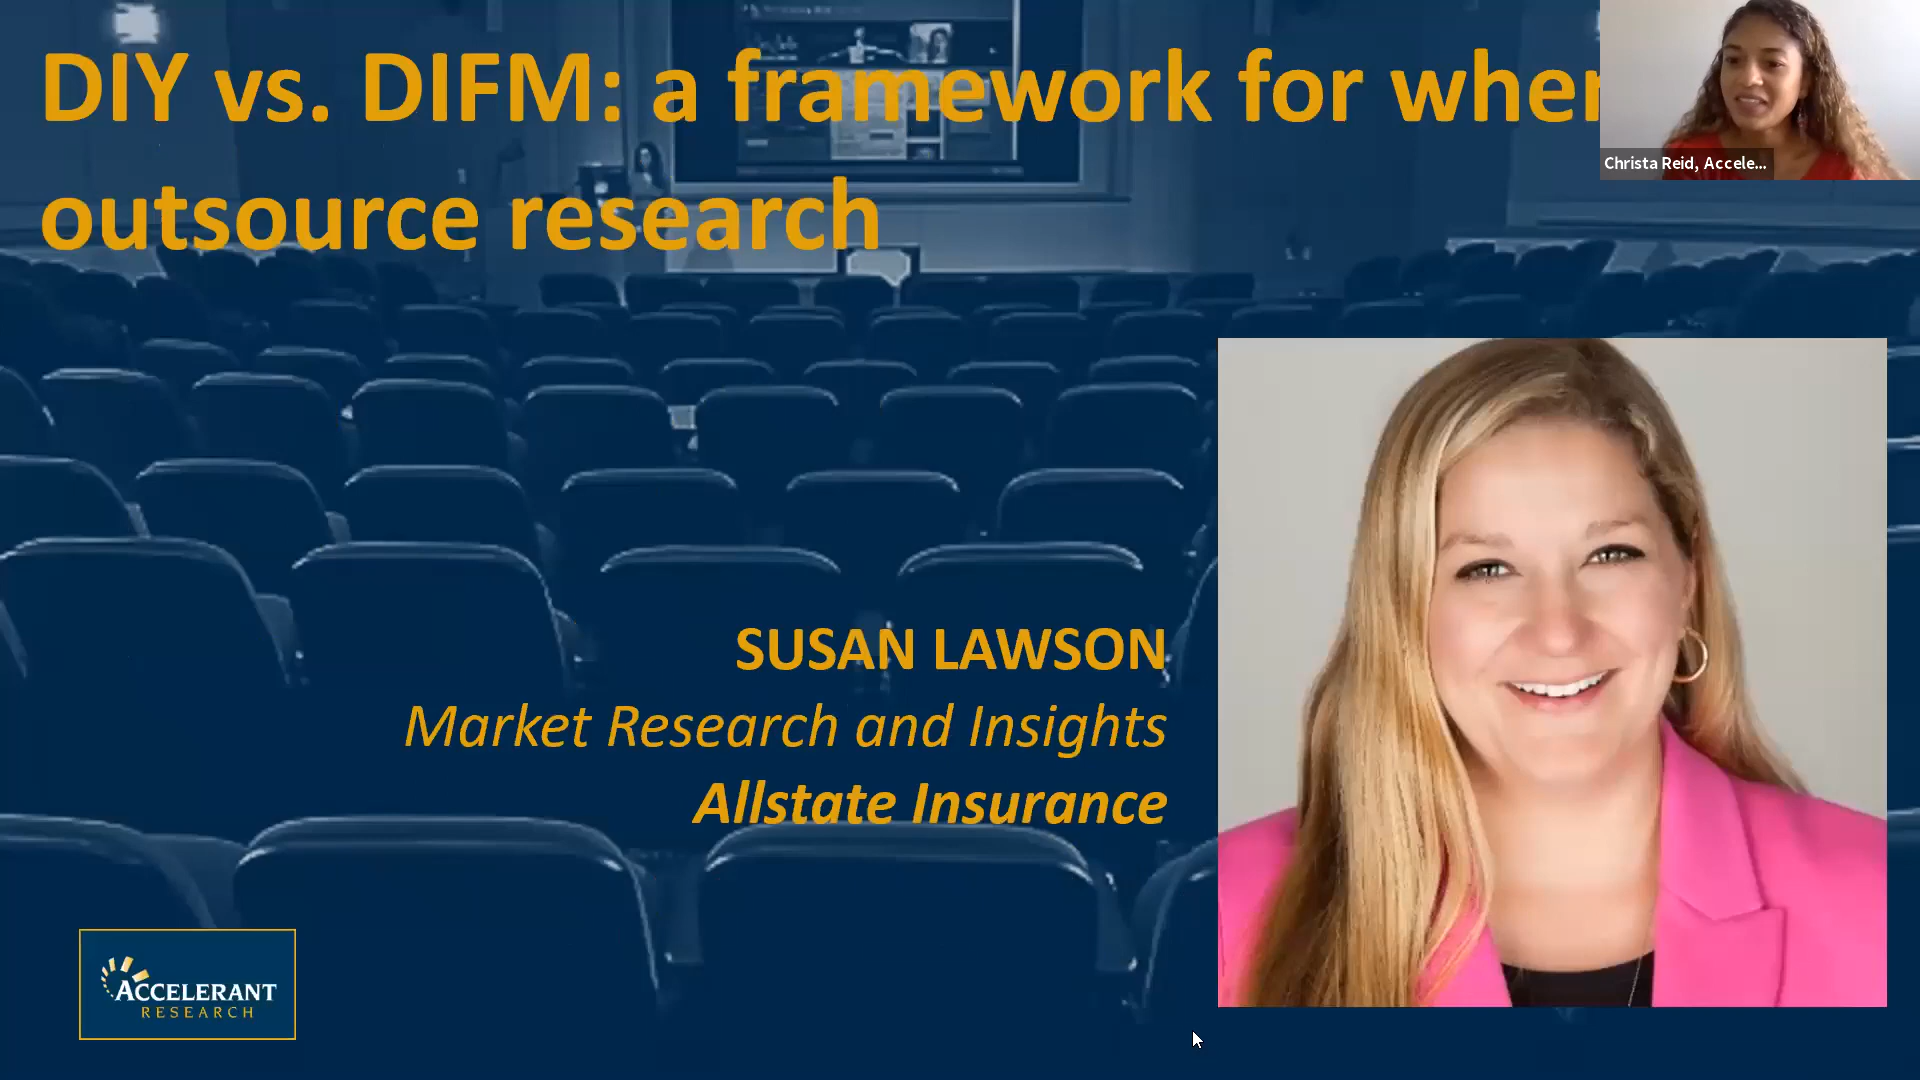 DIY vs. DIFM: a framework for when
outsource research
Christa Reid, Accele...
SUSAN LAWSON
Market Research and Insights
Allstate Insurance
ACCELERANT
RESEARCH